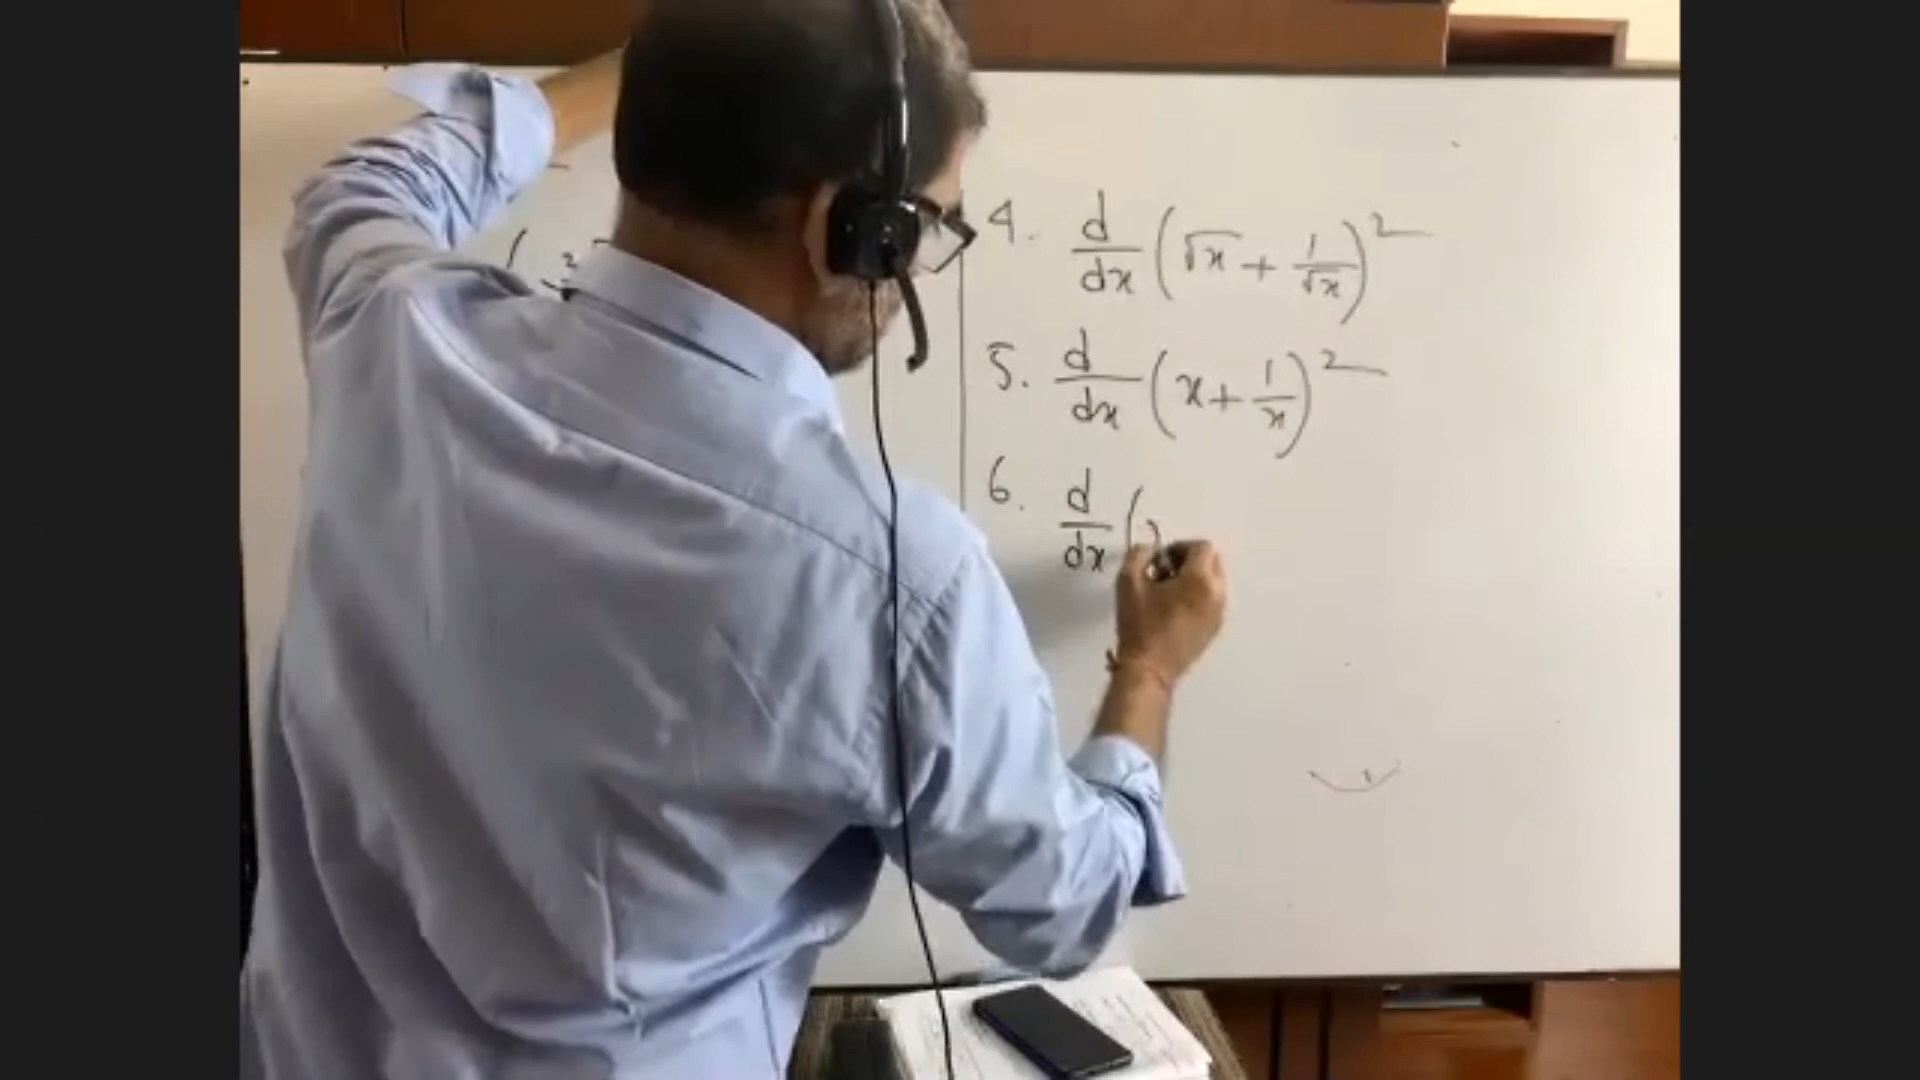 4. d/dx (√x + 1/√x)²
5. d/dx (x + 1/x)²
6. d/dx (